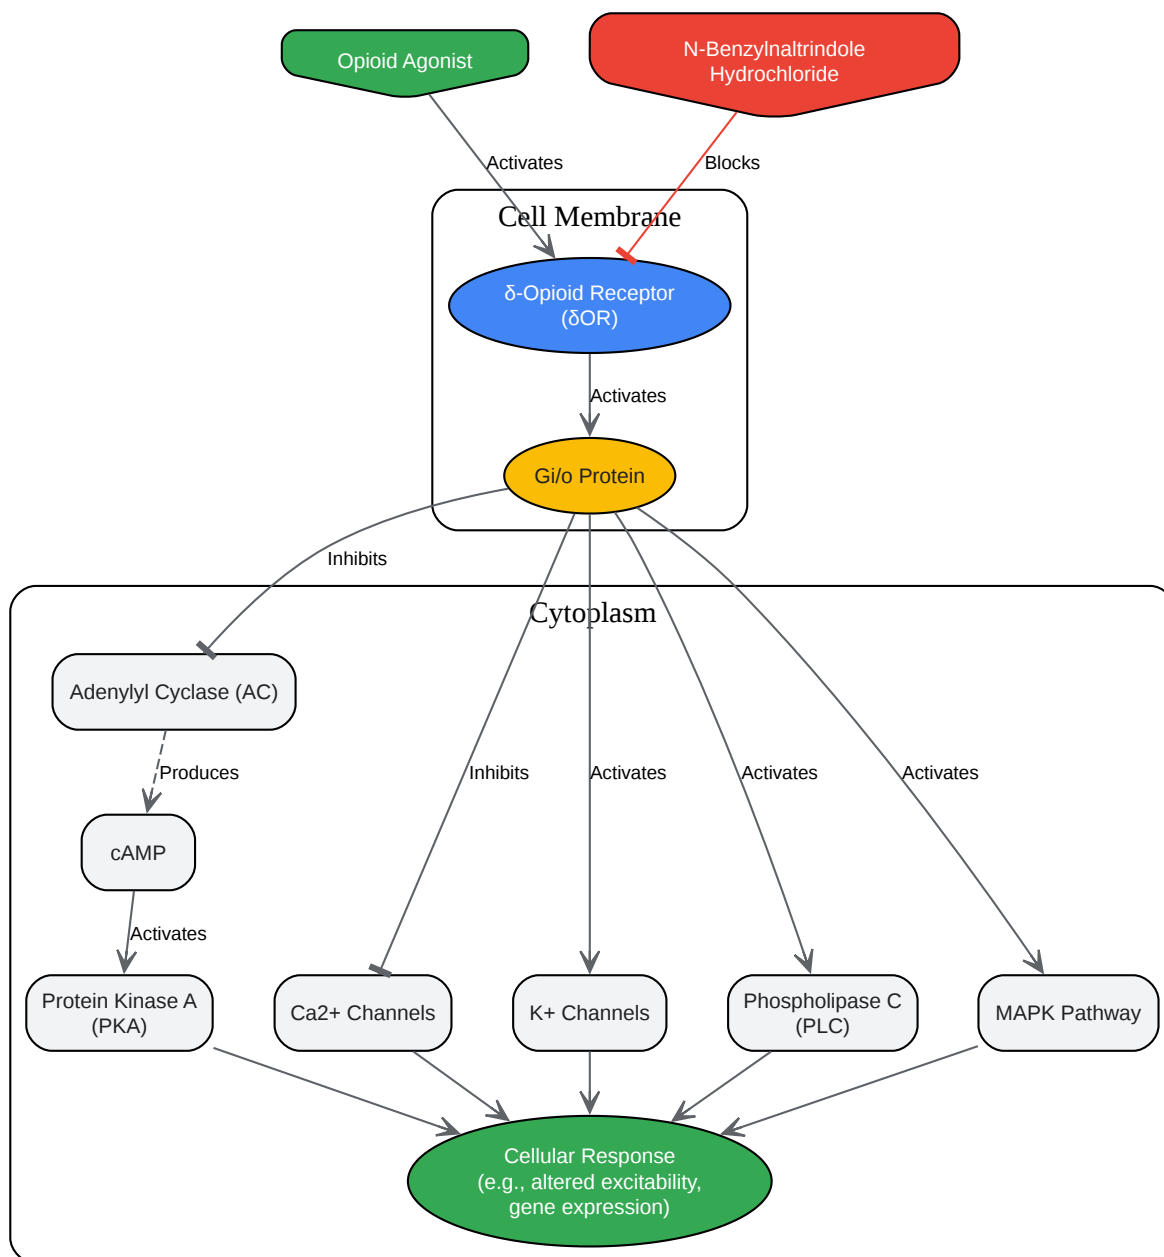 Opioid Agonist
N-Benzylnaltrindole
Hydrochloride
Activates
Blocks
Cell Membrane
δ-Opioid Receptor
(δOR)
Activates
Gi/o Protein
Inhibits
Cytoplasm
Adenylyl Cyclase (AC)
Produces
Inhibits
Activates
Activates
Activates
cAMP
Activates
Protein Kinase A
(PKA)
Ca2+ Channels
K+ Channels
Phospholipase C
(PLC)
MAPK Pathway
Cellular Response
(e.g., altered excitability,
gene expression)